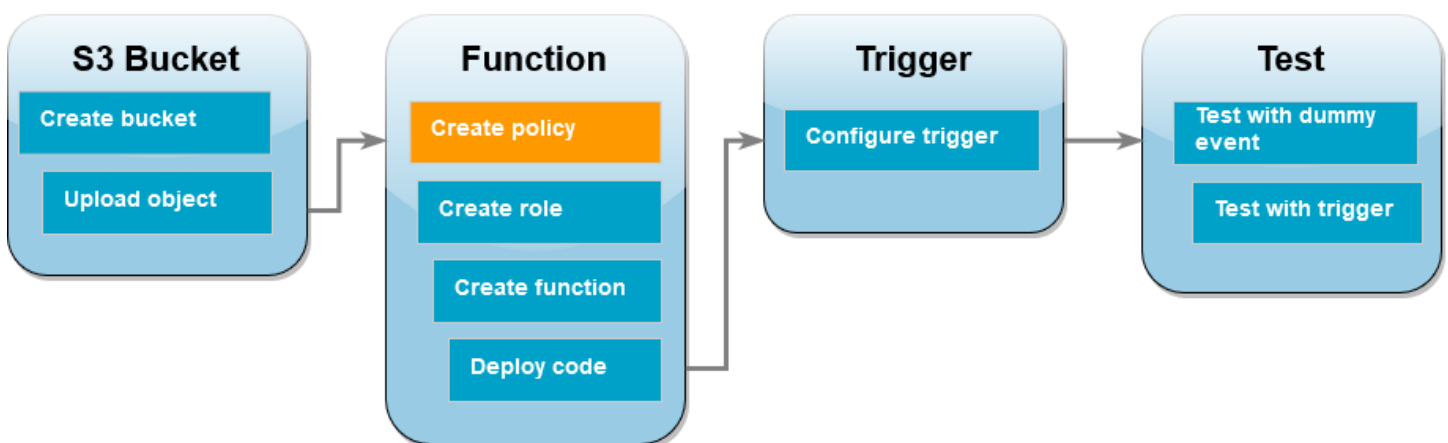 S3 Bucket
Create bucket
Upload object
Function
Create policy
Create role
Create function
Deploy code
Trigger
Configure trigger
Test
Test with dummy
event
Test with trigger